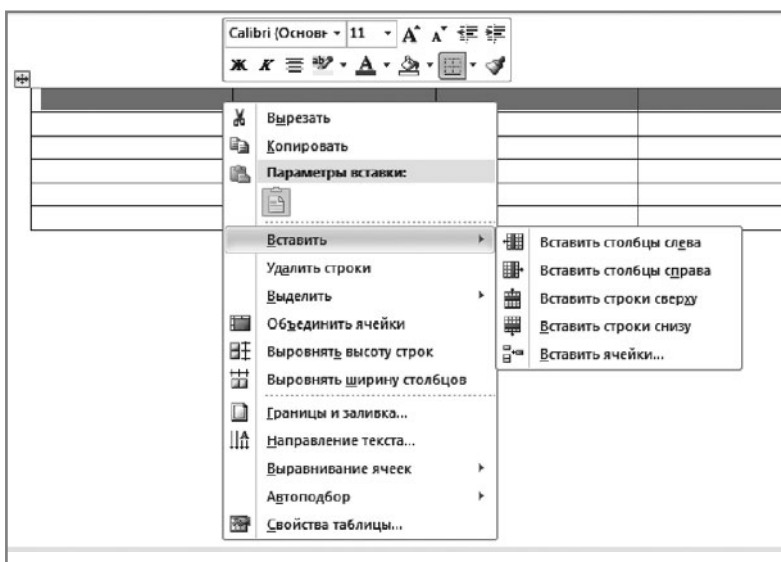 Calibri (Основн 11 А А
Ж К ab А
Вырезать
Копировать
Параметры вставки:
Вставить
Удалить строки
Выделить
Объединить ячейки
Выровнять высоту строк
Выровнять ширину столбцов
Границы и заливка...
Направление текста...
Выравнивание ячеек
Автоподбор
Свойства таблицы...
Вставить столбцы слева
Вставить столбцы справа
Вставить строки сверху
Вставить строки снизу
Вставить ячейки...